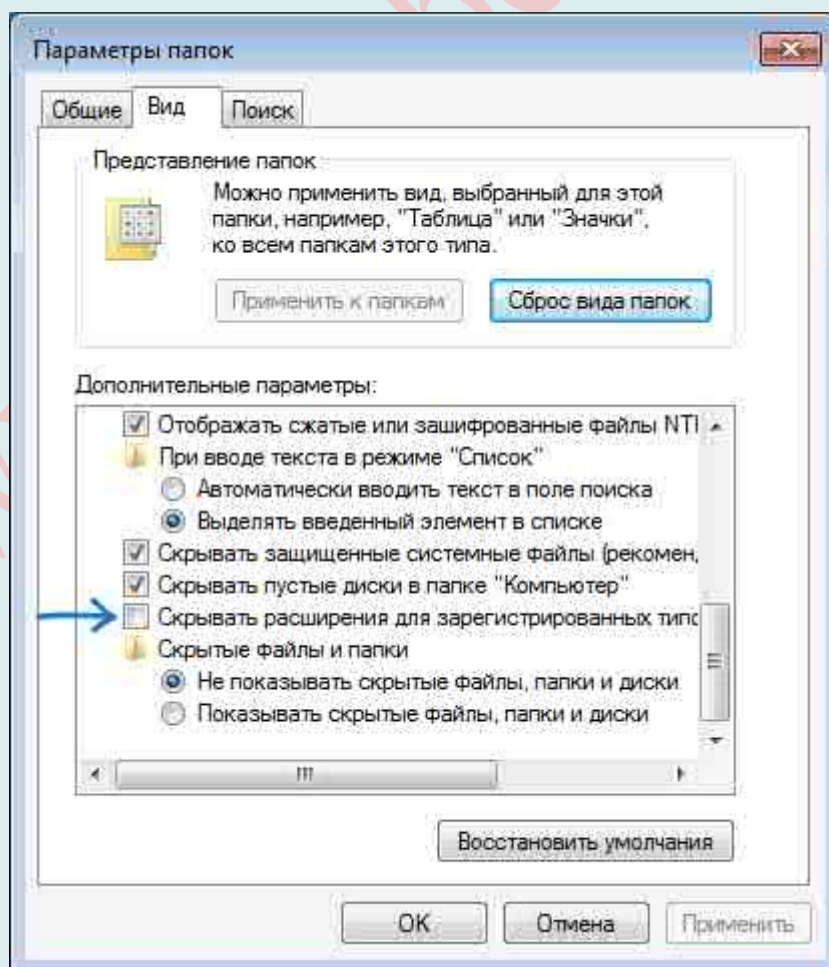 Параметры папок
Общие
Вид
Поиск
Представление папок
Можно применить вид, выбранный для этой
папки, например, "Таблица" или "Значки",
ко всем папкам этого типа.
Применить к папкам
Сброс вида папок
Дополнительные параметры:
Отображать сжатые или зашифрованные файлы NTI
При вводе текста в режиме "Список"
Автоматически вводить текст в поле поиска
Выделять введенный элемент в списке
Скрывать защищенные системные файлы (рекомен,
Скрывать пустые диски в папке "Компьютер"
Скрывать расширения для зарегистрированных типо
Скрытые файлы и папки
Не показывать скрытые файлы, папки и диски
Показывать скрытые файлы, папки и диски
Восстановить умолчания
ОК
Отмена
Применить